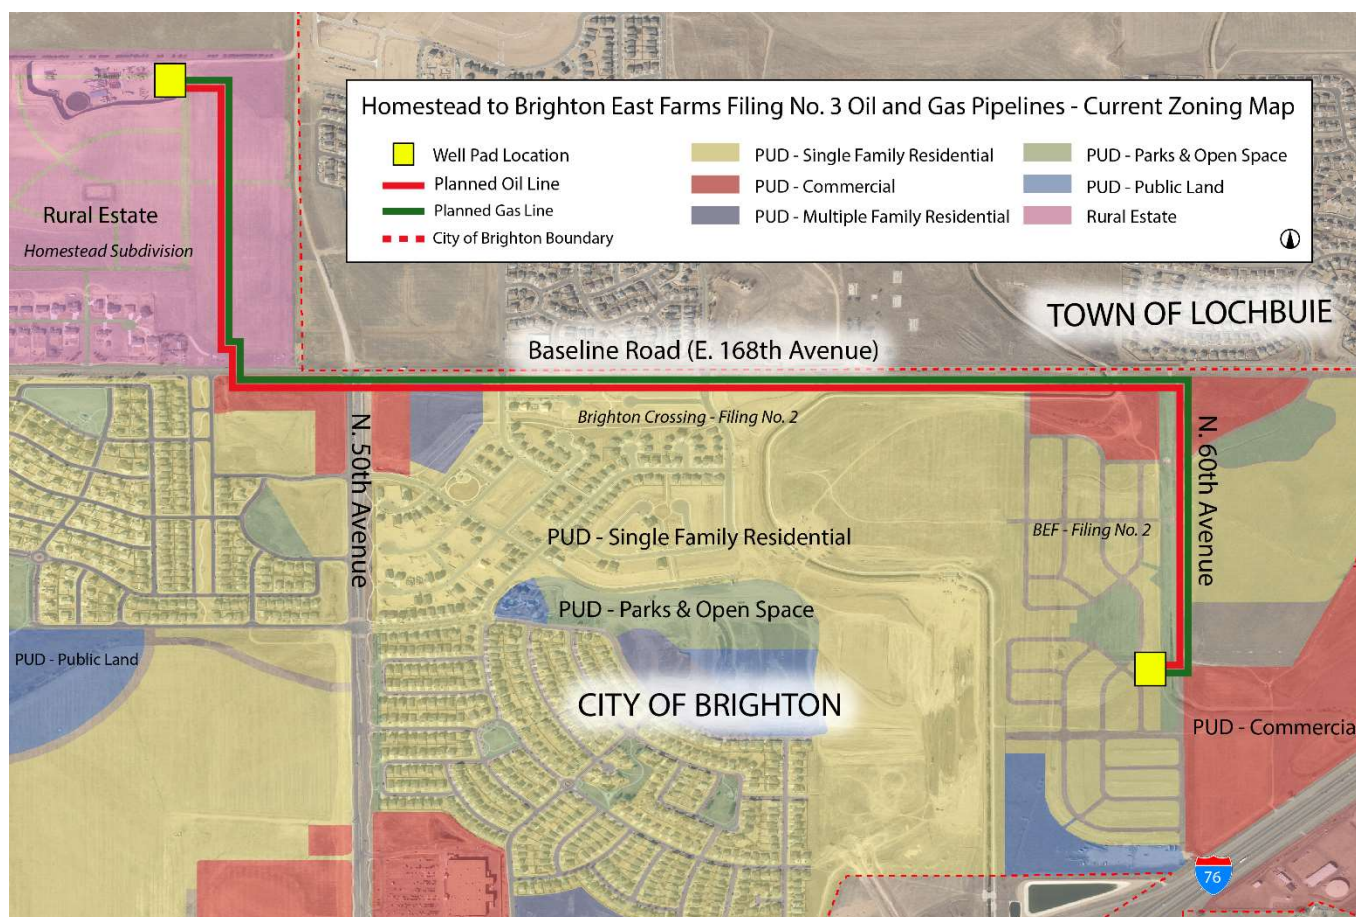 Homestead to Brighton East Farms Filing No. 3 Oil and Gas Pipelines - Current Zoning Map
Well Pad Location
Planned Oil Line
Planned Gas Line
City of Brighton Boundary
PUD - Single Family Residential
PUD - Commercial
PUD - Multiple Family Residential
PUD - Parks & Open Space
PUD - Public Land
Rural Estate
Rural Estate
Homestead Subdivision
TOWN OF LOCHBUIE
Baseline Road (E. 168th Avenue)
Brighton Crossing - Filing No. 2
N. 50th Avenue
N. 60th Avenue
PUD - Single Family Residential
BEF - Filing No. 2
PUD - Parks & Open Space
PUD - Public Land
CITY OF BRIGHTON
PUD - Commercia
76